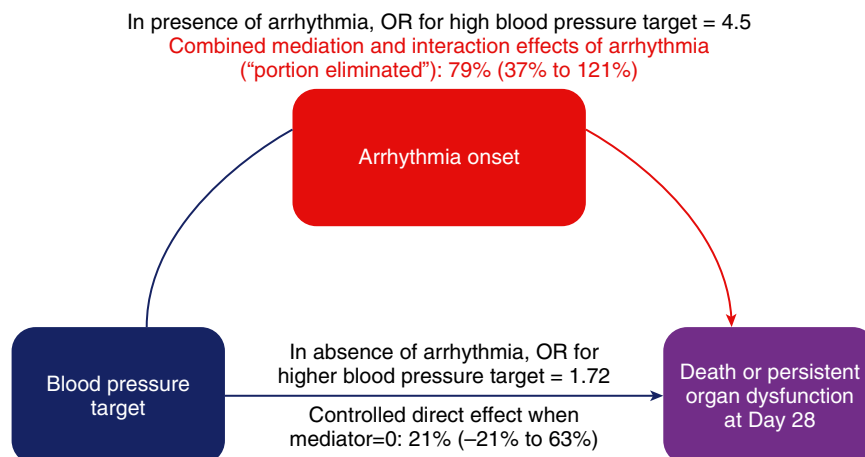 In presence of arrhythmia, OR for high blood pressure target = 4.5
Combined mediation and interaction effects of arrhythmia
(“portion eliminated”): 79% (37% to 121%)
Arrhythmia onset
Blood pressure
target
In absence of arrhythmia, OR for
higher blood pressure target = 1.72
Controlled direct effect when
mediator=0: 21% (–21% to 63%)
Death or persistent
organ dysfunction
at Day 28